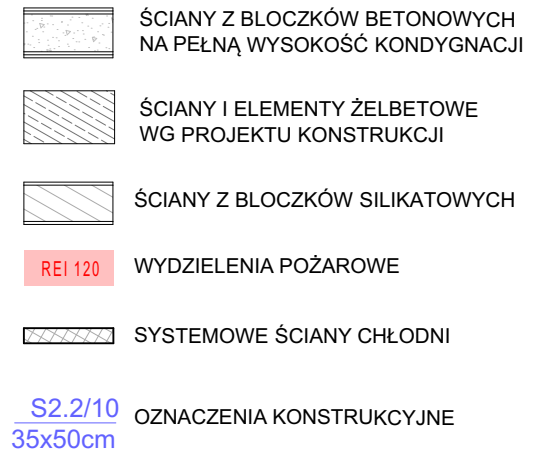 ŚCIANY Z BLOCZKÓW BETONOWYCH
NA PEŁNĄ WYSOKOŚĆ KONDYGNACJI
ŚCIANY I ELEMENTY ŻELBETOWE
WG PROJEKTU KONSTRUKCJI
ŚCIANY Z BLOCZKÓW SILIKATOWYCH
REI 120 WYDZIELENIA POŻAROWE
SYSTEMOWE ŚCIANY CHŁODNI
S2.2/10
35x50cm
OZNACZENIA KONSTRUKCYJNE